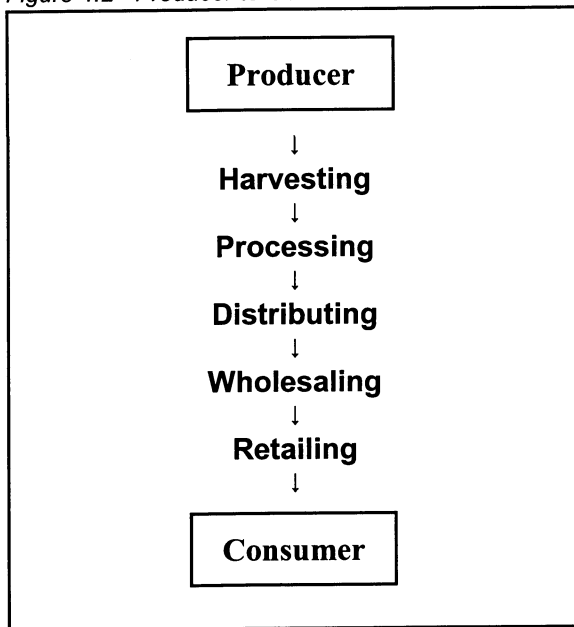 Producer
↓
Harvesting
↓
Processing
↓
Distributing
↓
Wholesaling
↓
Retailing
↓
Consumer